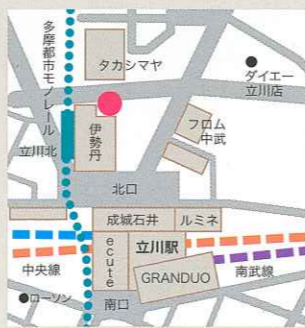 多摩都市モノレール
タカシマヤ
ダイエー
立川店
伊勢丹
フロム
中武
立川北
北口
成城石井
ルミネ
ecute
立川駅
中央線
GRANDUO
南武線
ローソン
南口